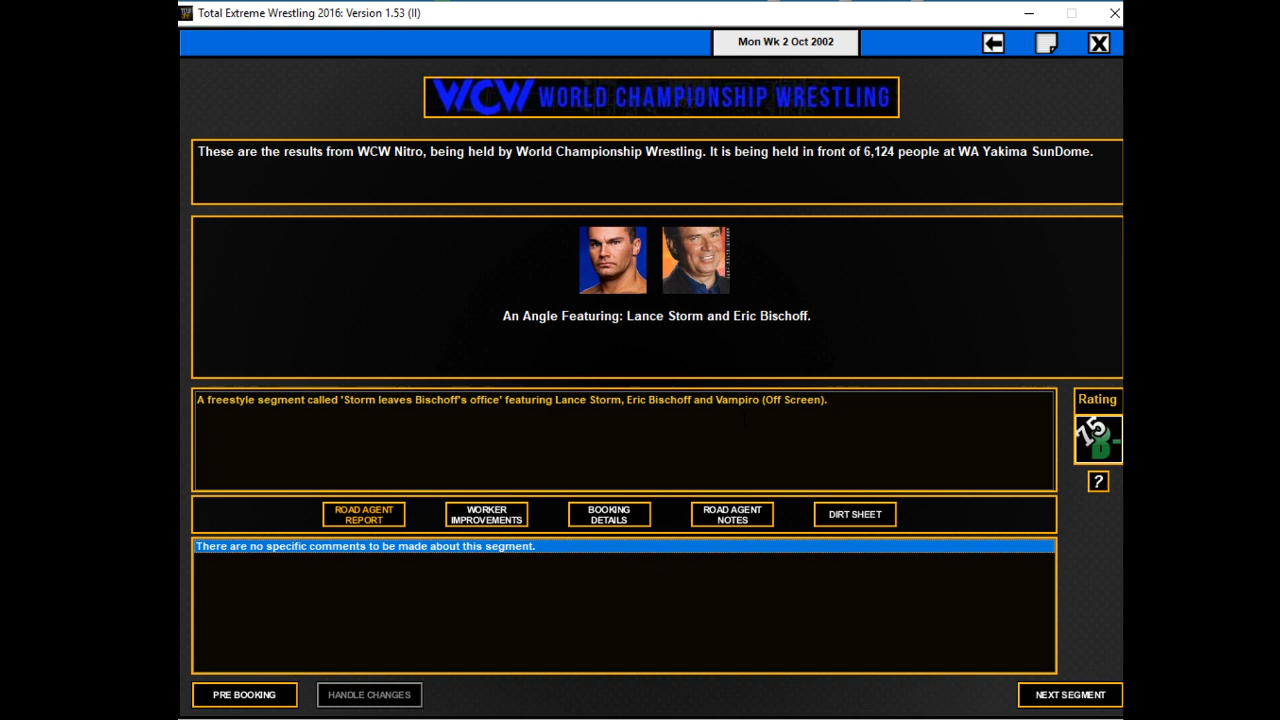 Total Extreme Wrestling 2016: Version 1.53 (II)
Mon Wk 2 Oct 2002
WCW WORLD CHAMPIONSHIP WRESTLING
These are the results from WCW Nitro, being held by World Championship Wrestling. It is being held in front of 6,124 people at WA Yakima SunDome.
An Angle Featuring: Lance Storm and Eric Bischoff.
A freestyle segment called 'Storm leaves Bischoff's office' featuring Lance Storm, Eric Bischoff and Vampiro (Off Screen).
Rating
75
B-
?
ROAD AGENT
REPORT
WORKER
IMPROVEMENTS
BOOKING
DETAILS
ROAD AGENT
NOTES
DIRT SHEET
There are no specific comments to be made about this segment.
PRE BOOKING
HANDLE CHANGES
NEXT SEGMENT